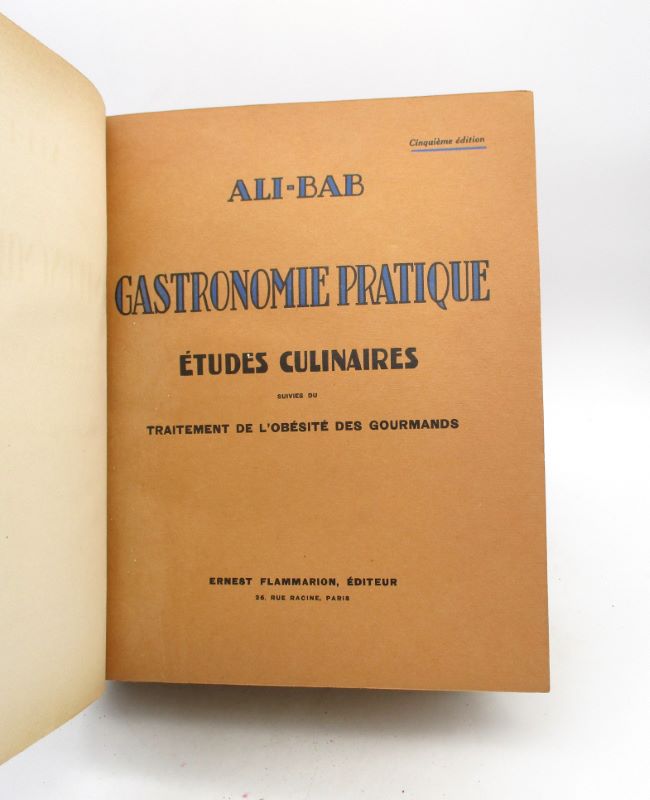 Cinquième édition
ALI-BAB
GASTRONOMIE PRATIQUE
ÉTUDES CULINAIRES
SUIVIES DU
TRAITEMENT DE L'OBÉSITÉ DES GOURMANDS
ERNEST FLAMMARION, ÉDITEUR
26, RUE RACINE, PARIS